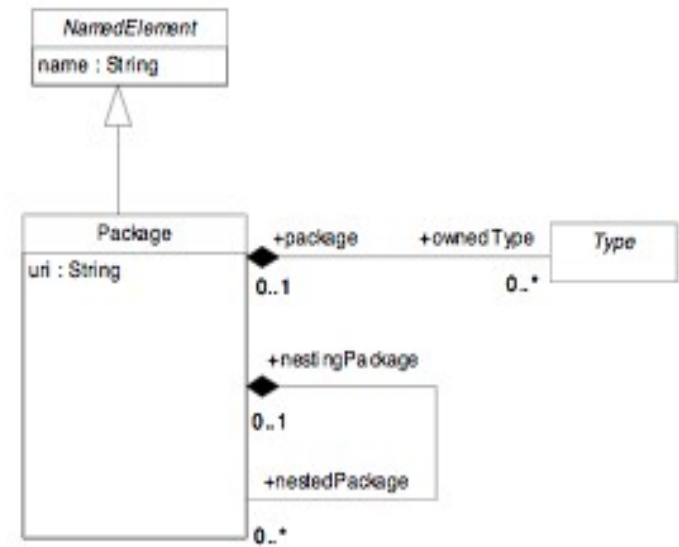 NamedElement
name : String
Package
uri : String
+package
+ownedType
Type
0..1
0..*
+nestingPackage
0..1
+nestedPackage
0..*